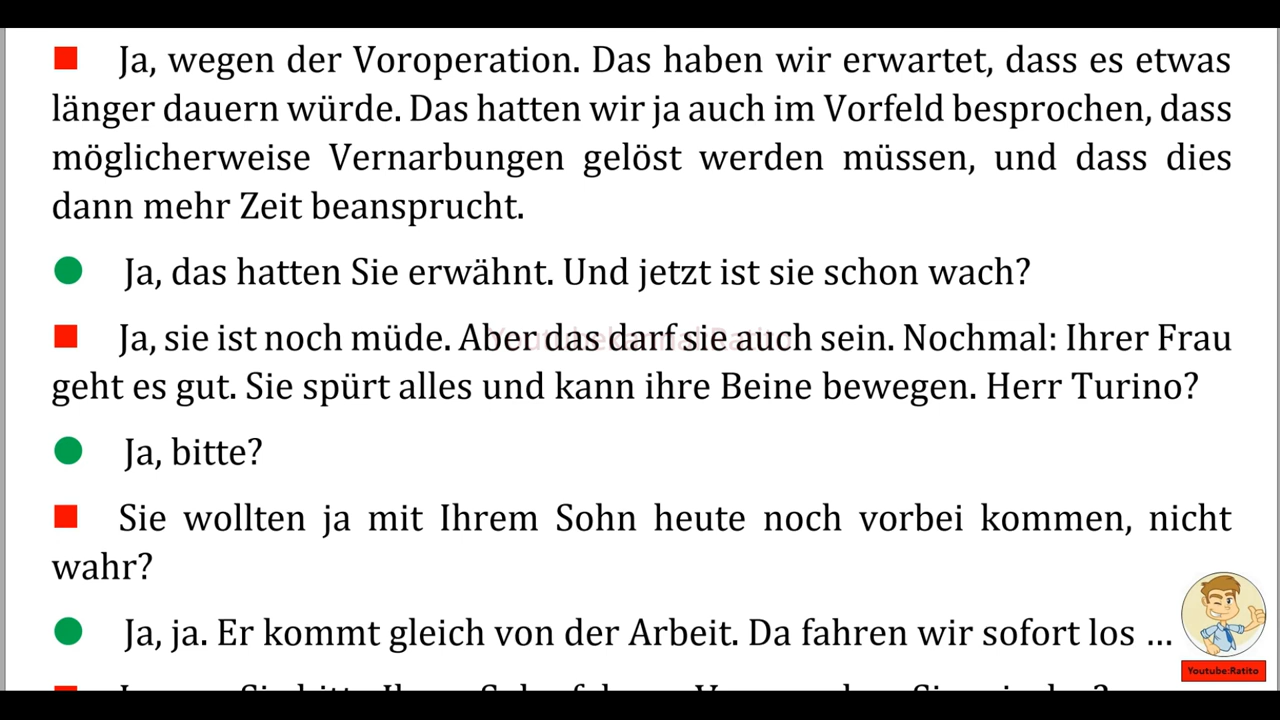 Ja, wegen der Voroperation. Das haben wir erwartet, dass es etwas
länger dauern würde. Das hatten wir ja auch im Vorfeld besprochen, dass
möglicherweise Vernarbungen gelöst werden müssen, und dass dies
dann mehr Zeit beansprucht.
Ja, das hatten Sie erwähnt. Und jetzt ist sie schon wach?
Ja, sie ist noch müde. Aber das darf sie auch sein. Nochmal: Ihrer Frau
geht es gut. Sie spürt alles und kann ihre Beine bewegen. Herr Turino?
Ja, bitte?
Sie wollten ja mit Ihrem Sohn heute noch vorbei kommen, nicht
wahr?
Ja, ja. Er kommt gleich von der Arbeit. Da fahren wir sofort los ...
Youtube:Ratito